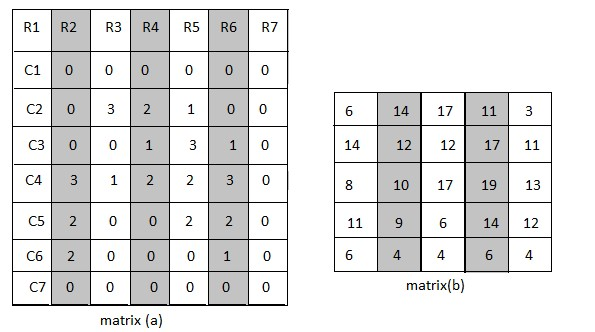 R1 R2 R3 R4 R5 R6 R7
C1 0 0 0 0 0 0
C2 0 3 2 1 0 0
C3 0 0 1 3 1 0
C4 3 1 2 2 3 0
C5 2 0 0 2 2 0
C6 2 0 0 0 1 0
C7 0 0 0 0 0 0
matrix (a)
6 14 17 11 3
14 12 12 17 11
8 10 17 19 13
11 9 6 14 12
6 4 4 6 4
matrix(b)